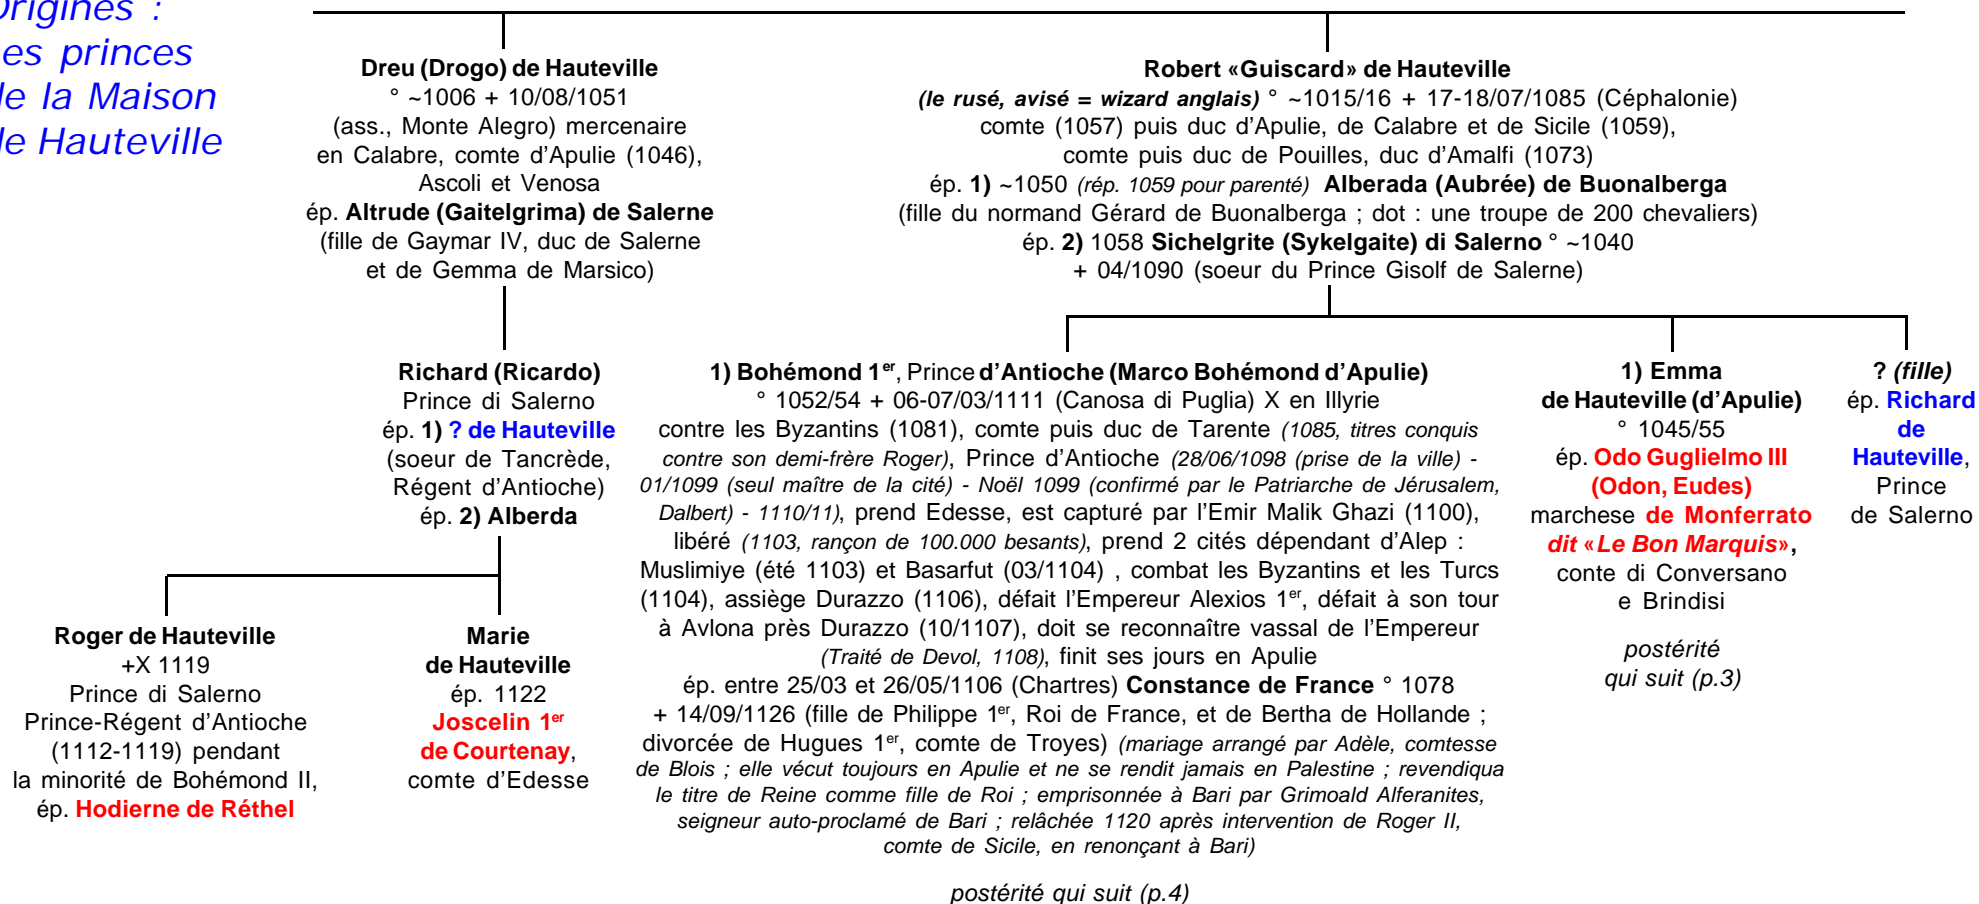 Origines :
es princes
de la Maison
de Hauteville
Dreu (Drogo) de Hauteville
° ~1006 + 10/08/1051
(ass., Monte Alegro) mercenaire
en Calabre, comte d’Apulie (1046),
Ascoli et Venosa
ép. Altrude (Gaitelgrima) de Salerne
(fille de Gaymar IV, duc de Salerne
et de Gemma de Marsico)
Robert «Guiscard» de Hauteville
(le rusé, avisé = wizard anglais) ° ~1015/16 + 17-18/07/1085 (Céphalonie)
comte (1057) puis duc d’Apulie, de Calabre et de Sicile (1059),
comte puis duc de Pouilles, duc d’Amalfi (1073)
ép. 1) ~1050 (rép. 1059 pour parenté) Alberada (Aubrée) de Buonalberga
(fille du normand Gérard de Buonalberga ; dot : une troupe de 200 chevaliers)
ép. 2) 1058 Sichelgrite (Sykelgaite) di Salerno ° ~1040
+ 04/1090 (soeur du Prince Gisolf de Salerne)
Richard (Ricardo)
Prince di Salerno
ép. 1) ? de Hauteville
(soeur de Tancrède,
Régent d’Antioche)
ép. 2) Alberda
1) Bohémond 1er, Prince d’Antioche (Marco Bohémond d’Apulie)
° 1052/54 + 06-07/03/1111 (Canosa di Puglia) X en Illyrie
contre les Byzantins (1081), comte puis duc de Tarente (1085, titres conquis
contre son demi-frère Roger), Prince d’Antioche (28/06/1098 (prise de la ville) -
01/1099 (seul maître de la cité) - Noël 1099 (confirmé par le Patriarche de Jérusalem,
Dalbert) - 1110/11), prend Edesse, est capturé par l’Emir Malik Ghazi (1100),
libéré (1103, rançon de 100.000 besants), prend 2 cités dépendant d’Alep :
Muslimiye (été 1103) et Basarfut (03/1104) , combat les Byzantins et les Turcs
(1104), assiège Durazzo (1106), défait l’Empereur Alexios 1er, défait à son tour
à Avlona près Durazzo (10/1107), doit se reconnaître vassal de l’Empereur
(Traité de Devol, 1108), finit ses jours en Apulie
ép. entre 25/03 et 26/05/1106 (Chartres) Constance de France ° 1078
+ 14/09/1126 (fille de Philippe 1er, Roi de France, et de Bertha de Hollande ;
divorcée de Hugues 1er, comte de Troyes) (mariage arrangé par Adèle, comtesse
de Blois ; elle vécut toujours en Apulie et ne se rendit jamais en Palestine ; revendiqua
le titre de Reine comme fille de Roi ; emprisonnée à Bari par Grimoald Alferanites,
seigneur auto-proclamé de Bari ; relâchée 1120 après intervention de Roger II,
comte de Sicile, en renonçant à Bari)
postérité qui suit (p.4)
1) Emma
de Hauteville (d’Apulie)
° 1045/55
ép. Odo Guglielmo III
(Odon, Eudes)
marchese de Monferrato
dit «Le Bon Marquis»,
conte di Conversano
e Brindisi
postérité
qui suit (p.3)
? (fille)
ép. Richard
de
Hauteville,
Prince
de Salerno
Roger de Hauteville
+X 1119
Prince di Salerno
Prince-Régent d’Antioche
(1112-1119) pendant
la minorité de Bohémond II,
ép. Hodierne de Réthel
Marie
de Hauteville
ép. 1122
Joscelin 1er
de Courtenay,
comte d’Edesse